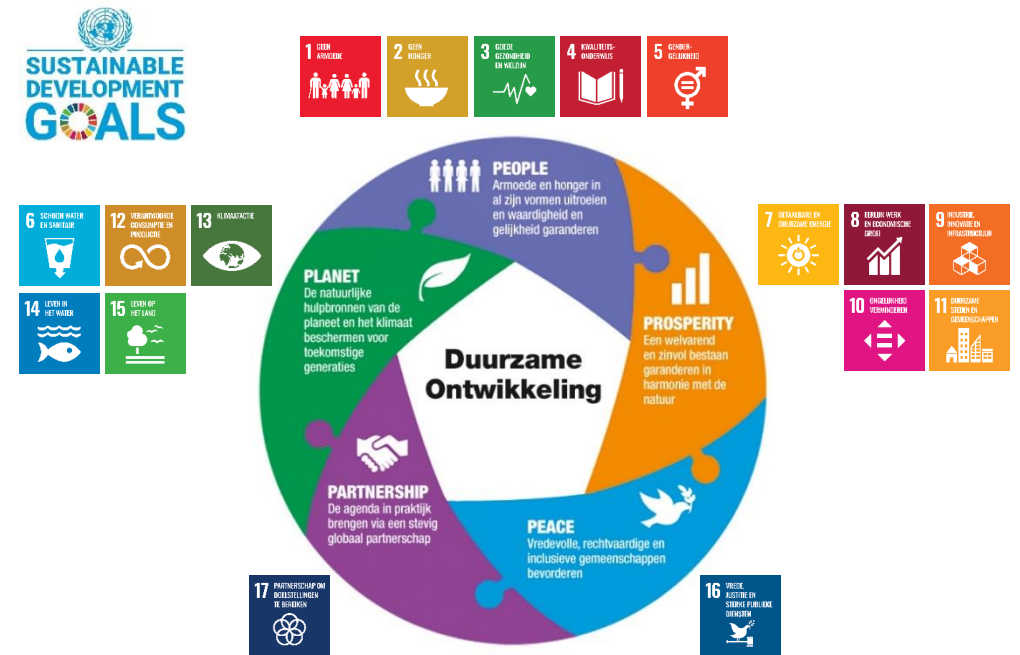 SUSTAINABLE
DEVELOPMENT
GOALS
1 GEEN
ARMOEDE
2 GEEN
HONGER
3 GOEDE
GEZONDHEID
EN WELZIJN
4 KWALITEITS-
ONDERWIJS
5 GENDER-
GELIJKHEID
PEOPLE
Armoede en honger in
al zijn vormen uitroeien
en waardigheid en
gelijkheid garanderen
6 SCHOON WATER
EN SANITAIR
12 VERANTWOORDE
CONSUMPTIE EN
PRODUCTIE
13 KLIMAATACTIE
14 LEVEN IN
HET WATER
15 LEVEN OP
HET LAND
PLANET
De natuurlijke
hulpbronnen van de
planeet en het klimaat
beschermen voor
toekomstige
generaties
7 BETAALBARE EN
DUURZAME ENERGIE
8 EERLIJK WERK
EN ECONOMISCHE
GROEI
9 INDUSTRIE,
INNOVATIE EN
INFRASTRUCTUUR
10 ONGELIJKHEID
VERMINDEREN
11 DUURZAME
STEDEN EN
GEMEENSCHAPPEN
PROSPERITY
Een welvarend
en zinvol bestaan
garanderen in
harmonie met de
natuur
Duurzame
Ontwikkeling
PARTNERSHIP
De agenda in praktijk
brengen via een stevig
globaal partnerschap
PEACE
Vredevolle, rechtvaardige en
inclusieve gemeenschappen
bevorderen
17 PARTNERSCHAP OM
DOELSTELLINGEN
TE BEREIKEN
16 VREDE,
JUSTITIE EN
STERKE PUBLIEKE
DIENSTEN